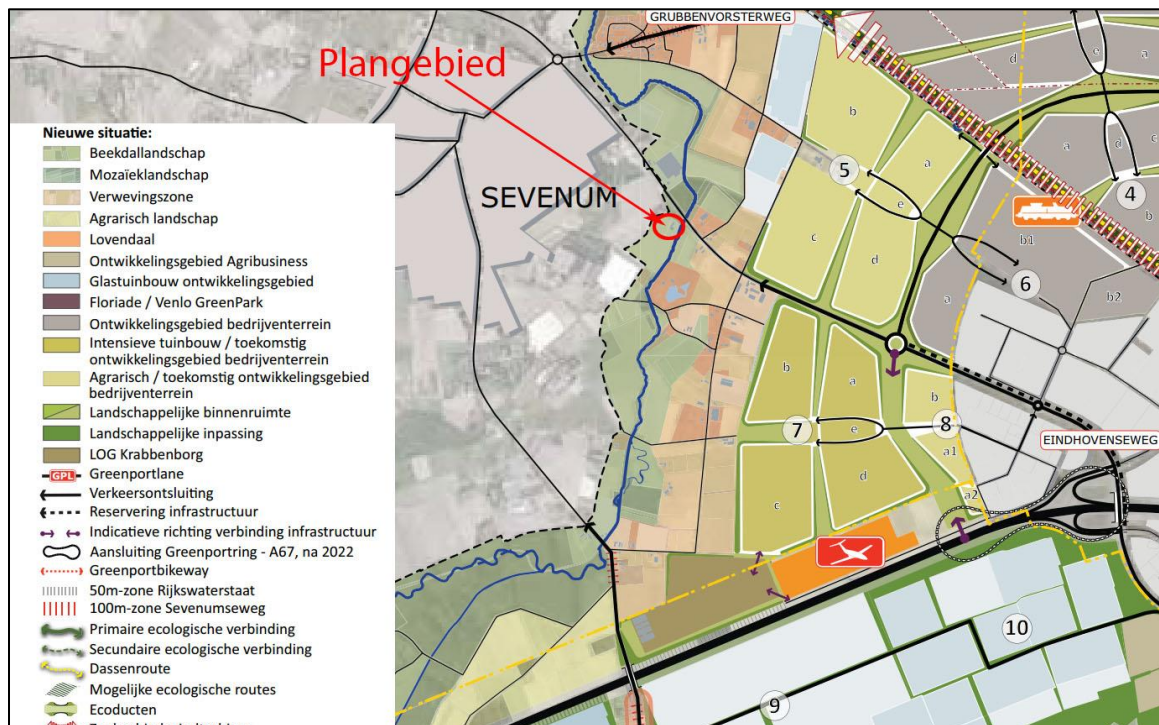 GRUBBENVORSTERWEG
Plangebied
SEVENUM
Nieuwe situatie:
Beekdallandschap
Mozaïeklandschap
Verwevingszone
Agrarisch landschap
Lovendaal
Ontwikkelingsgebied Agribusiness
Glastuinbouw ontwikkelingsgebied
Floriade / Venlo GreenPark
Ontwikkelingsgebied bedrijventerrein
Intensieve tuinbouw / toekomstig
ontwikkelingsgebied bedrijventerrein
Agrarisch / toekomstig ontwikkelingsgebied
bedrijventerrein
Landschappelijke binnenruimte
Landschappelijke inpassing
LOG Krabbenborg
GPL Greenportlane
Verkeersontsluiting
Reservering infrastructuur
Indicatieve richting verbinding infrastructuur
Aansluiting Greenportring - A67, na 2022
Greenportbikeway
50m-zone Rijkswaterstaat
100m-zone Sevenumseweg
Primaire ecologische verbinding
Secundaire ecologische verbinding
Dassenroute
Mogelijke ecologische routes
Ecoducten
d
e
a
b
a
a
d
c
5
4
e
b
b1
c
d
6
a
b2
b
a
b
7
e
8
EINDHOVENSEWEG
a1
d
a2
c
10
9